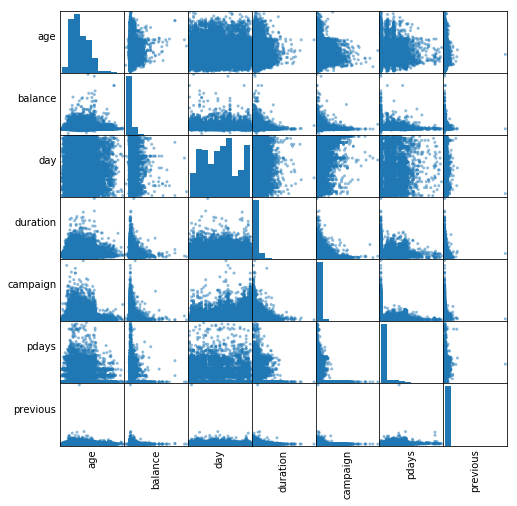 age
balance
day
duration
campaign
pdays
previous
age
balance
day
duration
campaign
pdays
previous